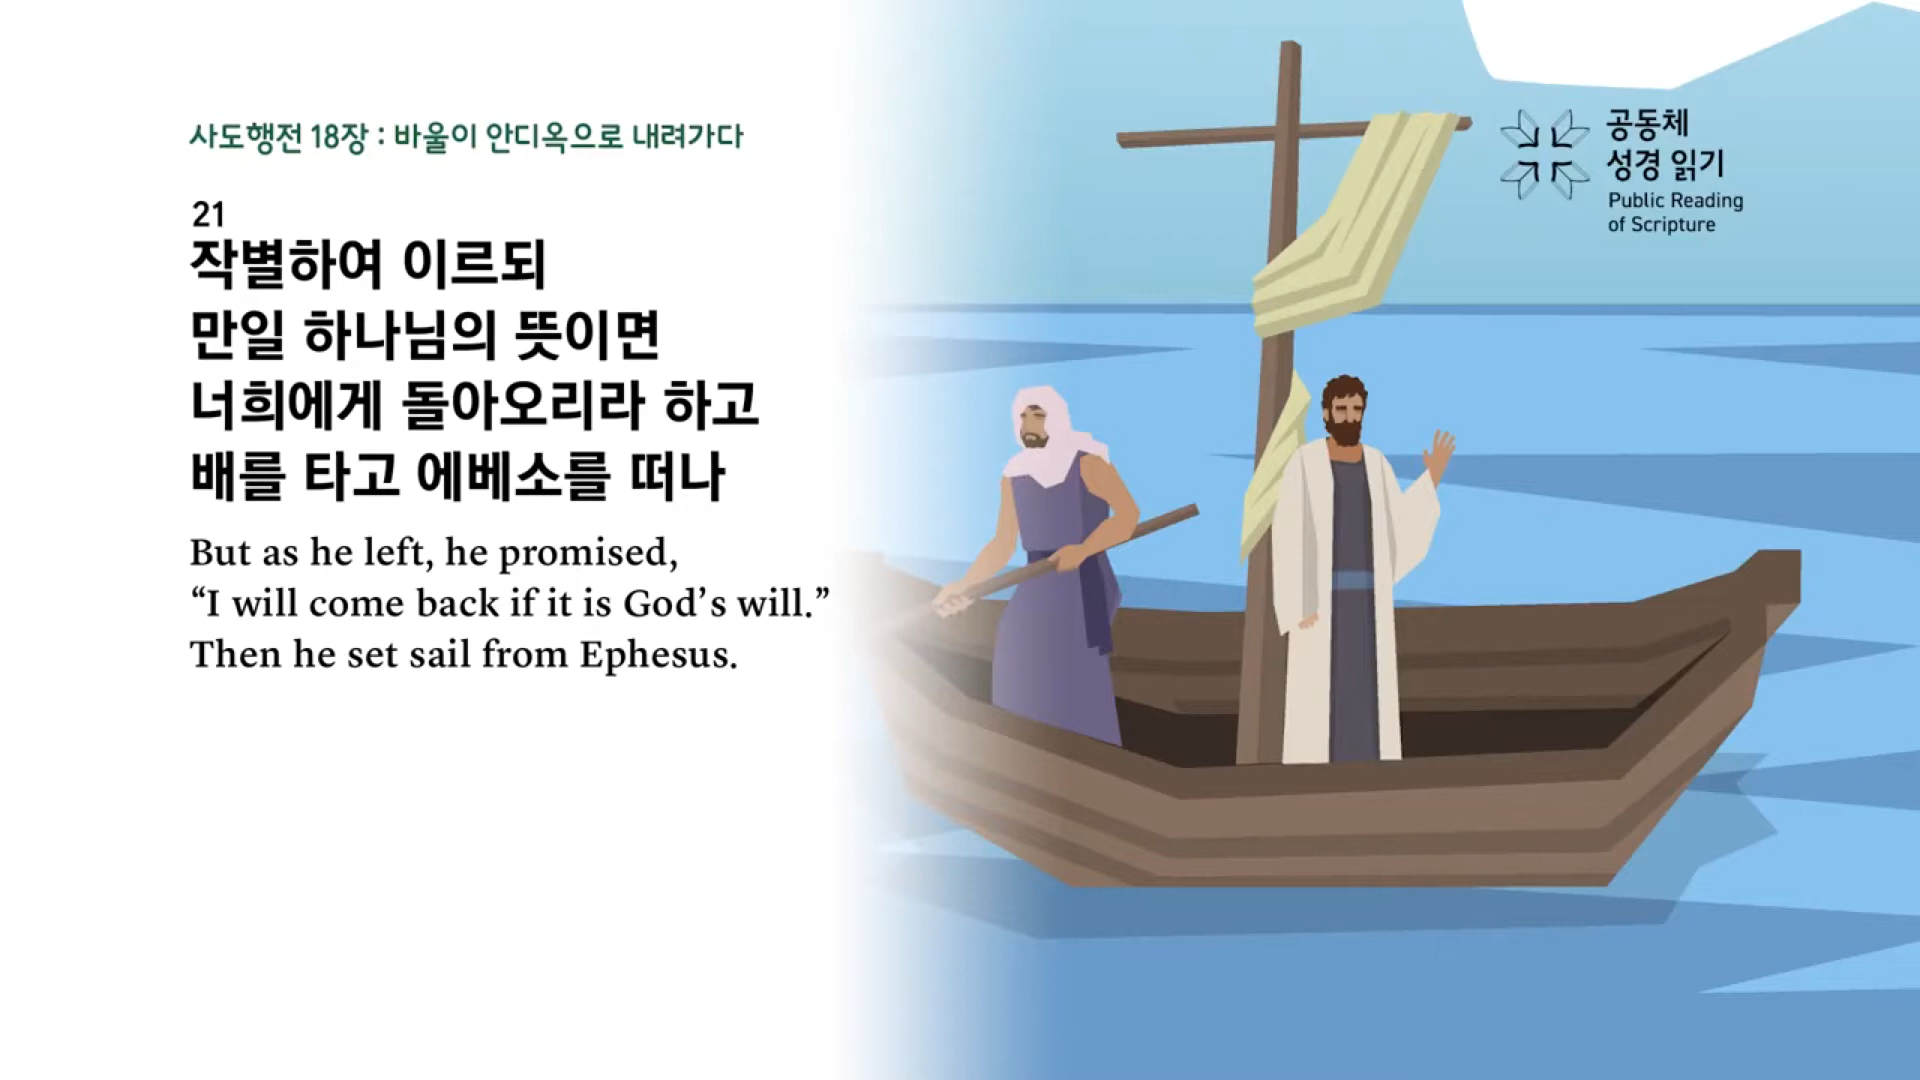 사도행전 18장 : 바울이 안디옥으로 내려가다
21
작별하여 이르되
만일 하나님의 뜻이면
너희에게 돌아오리라 하고
배를 타고 에베소를 떠나
But as he left, he promised,
“I will come back if it is God’s will.”
Then he set sail from Ephesus.
공동체
성경 읽기
Public Reading
of Scripture